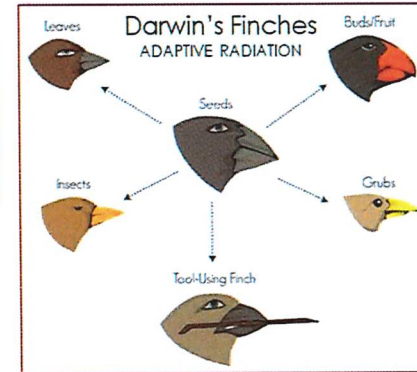 Darwin's Finches
ADAPTIVE RADIATION
Leaves
Buds/Fruit
Seeds
Insects
Grubs
Tool-Using Finch